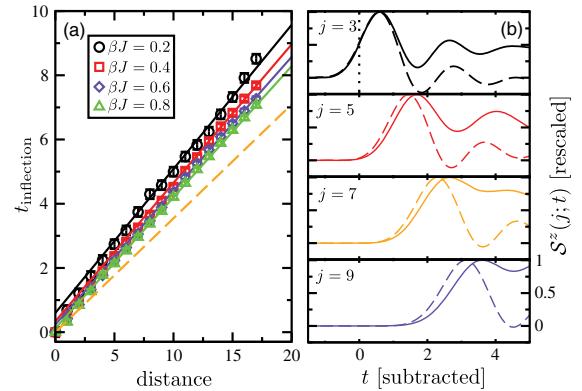 (a)
βJ = 0.2
βJ = 0.4
βJ = 0.6
βJ = 0.8
t_inflection
10
8
6
4
2
0
0 5 10 15 20
distance
(b)
j = 3
j = 5
j = 7
j = 9
1
0.5
0
0 2 4
t [subtracted]
S^z(j; t) [rescaled]